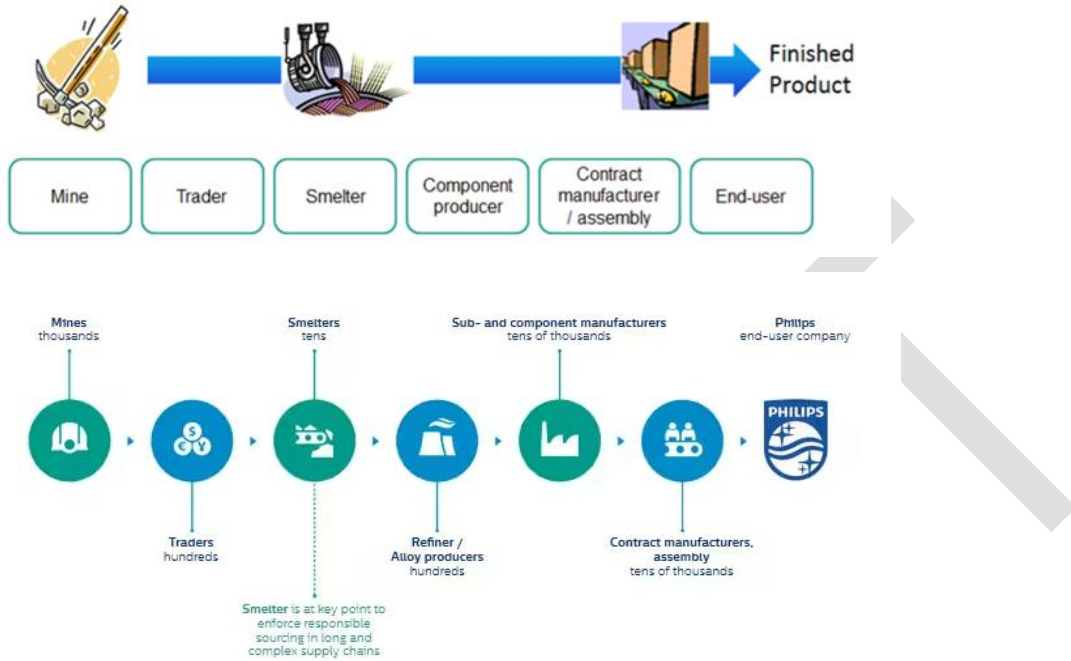 Finished
Product
Mine
Trader
Smelter
Component
producer
Contract
manufacturer
/ assembly
End-user
Mines
thousands
Smelters
tens
Sub- and component manufacturers
tens of thousands
Philips
end-user company
$
€ ¥
PHILIPS
Traders
hundreds
Refiner /
Alloy producers
hundreds
Contract manufacturers,
assembly
tens of thousands
Smelter is at key point to
enforce responsible
sourcing in long and
complex supply chains